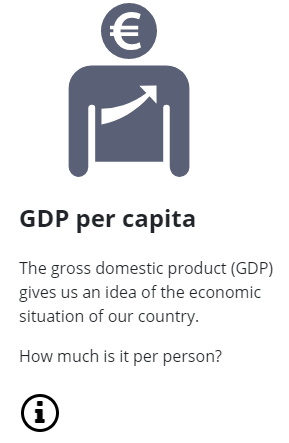 €
GDP per capita
The gross domestic product (GDP)
gives us an idea of the economic
situation of our country.
How much is it per person?
i